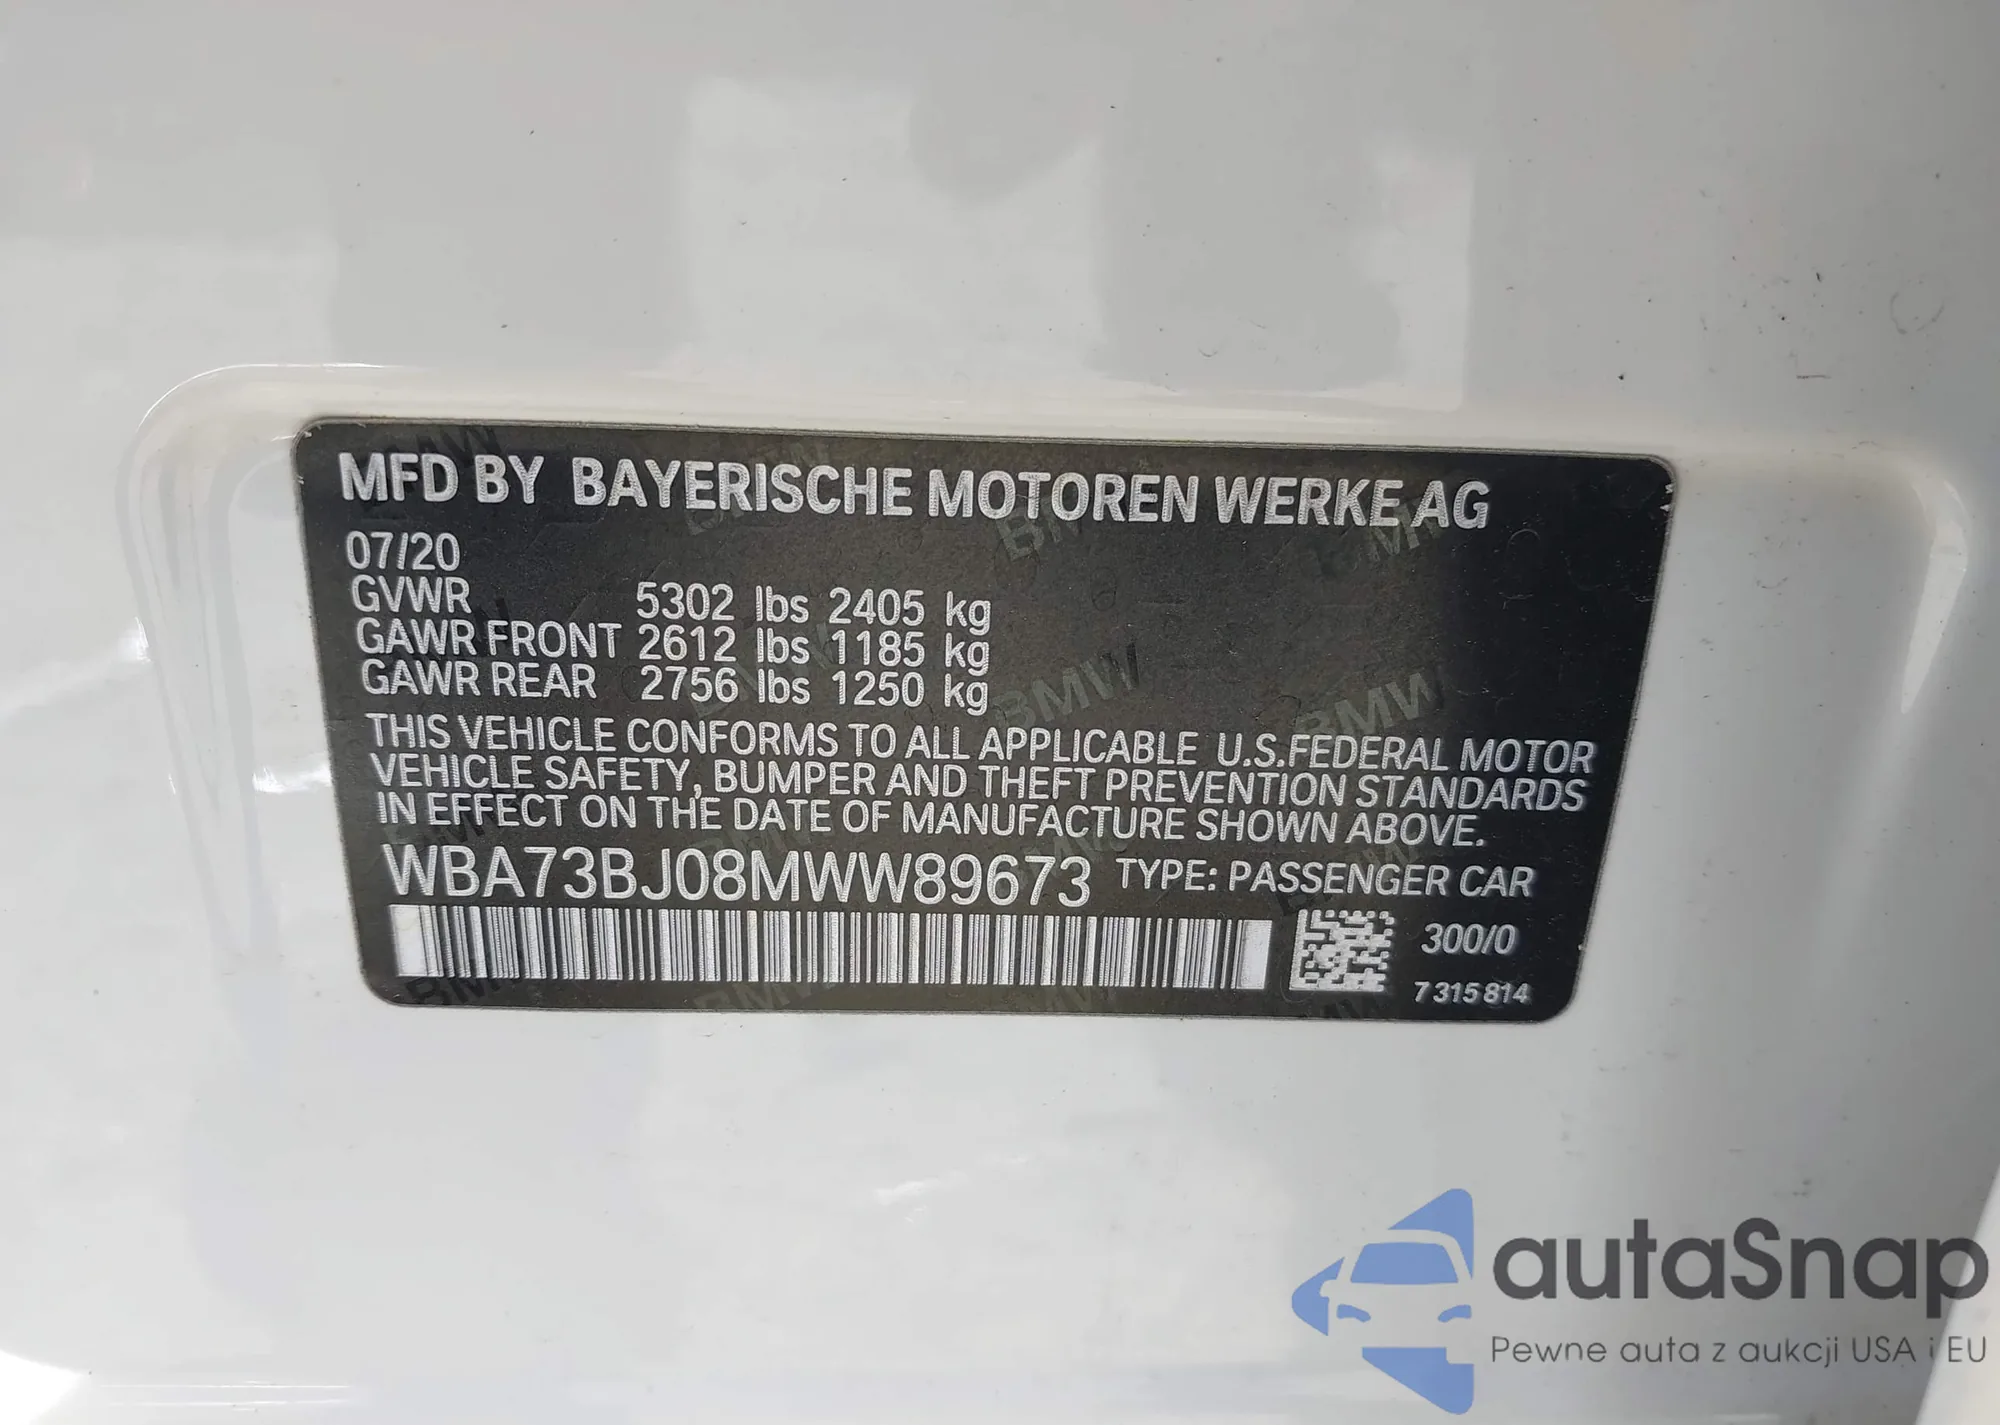 MFD BY BAYERISCHE MOTOREN WERKE AG
07/20
GVWR 5302 lbs 2405 kg
GAWR FRONT 2612 lbs 1185 kg
GAWR REAR 2756 lbs 1250 kg
THIS VEHICLE CONFORMS TO ALL APPLICABLE U.S.FEDERAL MOTOR
VEHICLE SAFETY, BUMPER AND THEFT PREVENTION STANDARDS
IN EFFECT ON THE DATE OF MANUFACTURE SHOWN ABOVE.
WBA73BJ08MWW89673 TYPE: PASSENGER CAR
300/0
7 315 814
autaSnap
Pewne auta z aukcji USA i EU